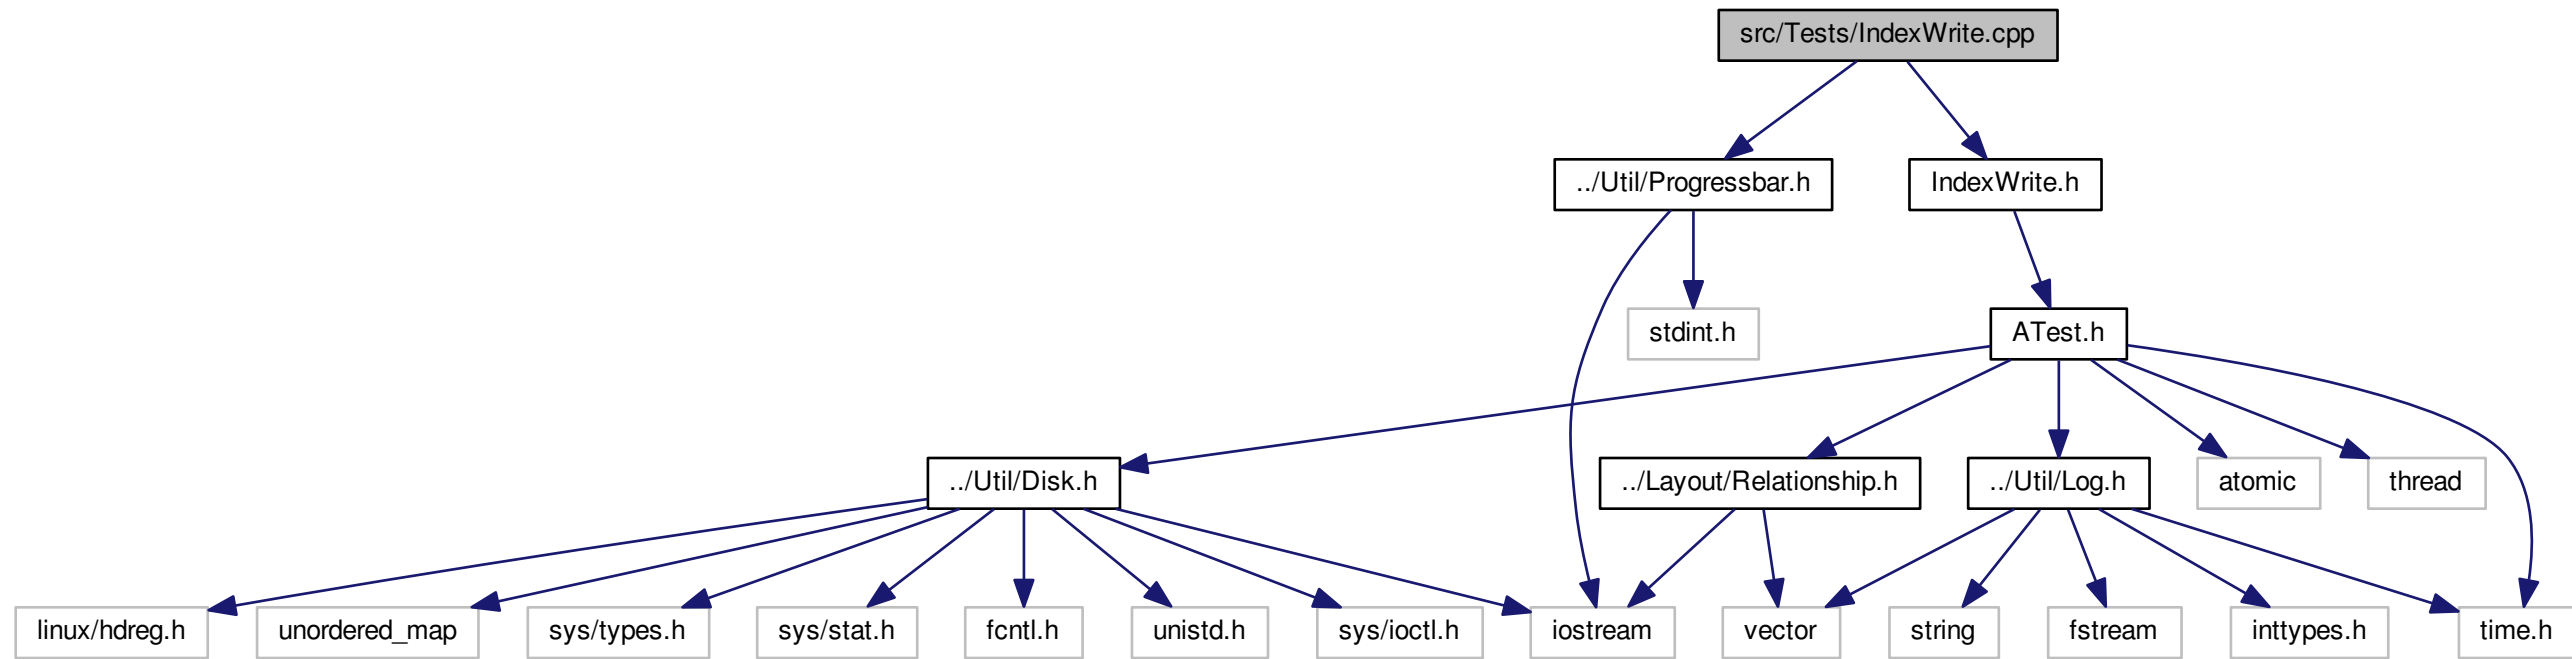 src/Tests/IndexWrite.cpp
../Util/Progressbar.h
IndexWrite.h
stdint.h
ATest.h
../Util/Disk.h
../Layout/Relationship.h
../Util/Log.h
atomic
thread
linux/hdreg.h
unordered_map
sys/types.h
sys/stat.h
fcntl.h
unistd.h
sys/ioctl.h
iostream
vector
string
fstream
inttypes.h
time.h